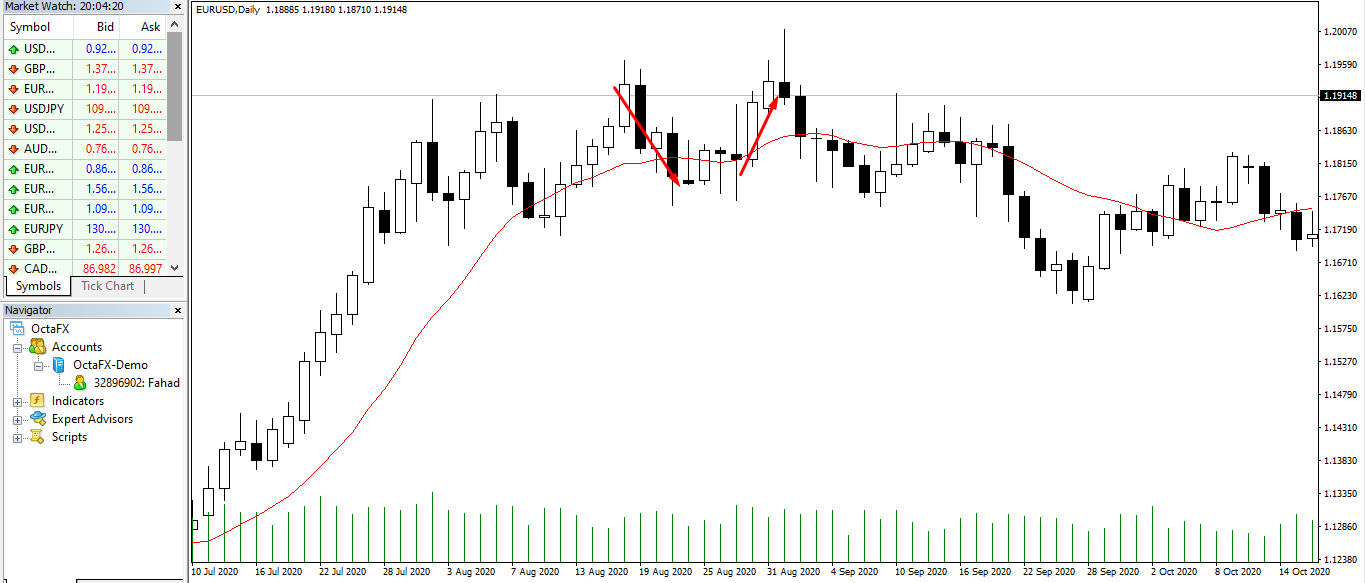 Market Watch: 20:04:20
Symbol Bid Ask
USD... 0.92... 0.92...
GBP... 1.37... 1.37...
EUR... 1.19... 1.19...
USDJPY 109.... 109....
USD... 1.25... 1.25...
AUD... 0.76... 0.76...
EUR... 0.86... 0.86...
EUR... 1.56... 1.56...
EUR... 1.09... 1.09...
EURJPY 130.... 130....
GBP... 1.26... 1.26...
CAD... 86.982 86.997
Symbols Tick Chart
Navigator
OctaFX
Accounts
OctaFX-Demo
32896902: Fahad
Indicators
Expert Advisors
Scripts
EURUSD,Daily 1.18885 1.19180 1.18710 1.19148
1.20070
1.19590
1.19148
1.18630
1.18150
1.17670
1.17190
1.16710
1.16230
1.15750
1.15270
1.14790
1.14310
1.13830
1.13350
1.12860
1.12380
10 Jul 2020 16 Jul 2020 22 Jul 2020 28 Jul 2020 3 Aug 2020 7 Aug 2020 13 Aug 2020 19 Aug 2020 25 Aug 2020 31 Aug 2020 4 Sep 2020 10 Sep 2020 16 Sep 2020 22 Sep 2020 28 Sep 2020 2 Oct 2020 8 Oct 2020 14 Oct 2020